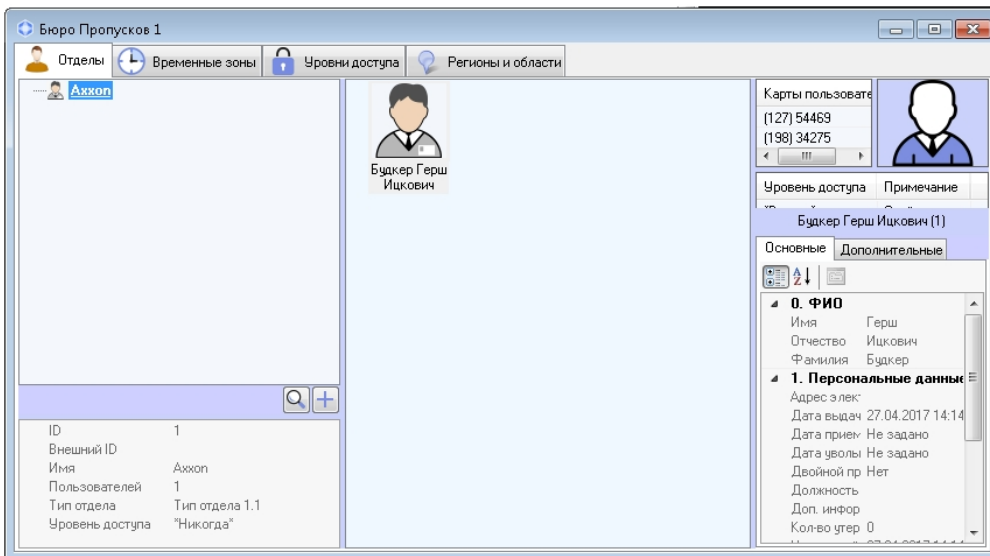 Бюро Пропусков 1
Отделы Временные зоны Уровни доступа Регионы и области
Axxon
Будкер Герш
Ицкович
Карты пользовате
(127) 54469
(198) 34275
Уровень доступа Примечание
Будкер Герш Ицкович (1)
Основные Дополнительные
0. ФИО
Имя Герш
Отчество Ицкович
Фамилия Будкер
1. Персональные данные
Адрес элек
Дата выдач 27.04.2017 14:14
Дата прием Не задано
Дата уволы Не задано
Двойной пр Нет
Должность
Доп. инфор
Кол-во утер 0
ID 1
Внешний ID
Имя Axxon
Пользователей 1
Тип отдела Тип отдела 1.1
Уровень доступа "Никогда"